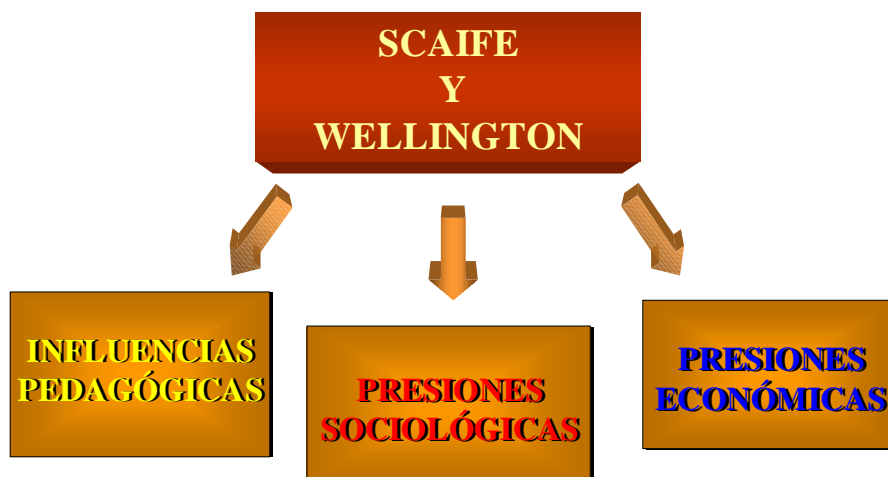 SCAIFE
Y
WELLINGTON
INFLUENCIAS
PEDAGÓGICAS
PRESIONES
SOCIOLÓGICAS
PRESIONES
ECONÓMICAS